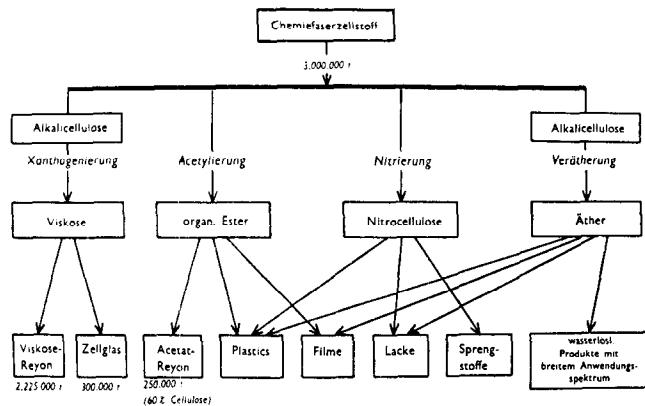 Chemiefaserzellstoff
3,000.000 t
Alkalicellulose
Alkalicellulose
Xanthogenierung
Acetylierung
Nitrierung
Verätherung
Viskose
organ. Ester
Nitrocellulose
Äther
Viskose-
Reyon
Zellglas
Acetat-
Reyon
Plastics
Filme
Lacke
Spreng-
stoffe
wasserlösl.
Produkte mit
breitem Anwendungs-
spektrum
2,225.000 t
300.000 t
250.000 t
(60 % Cellulose)